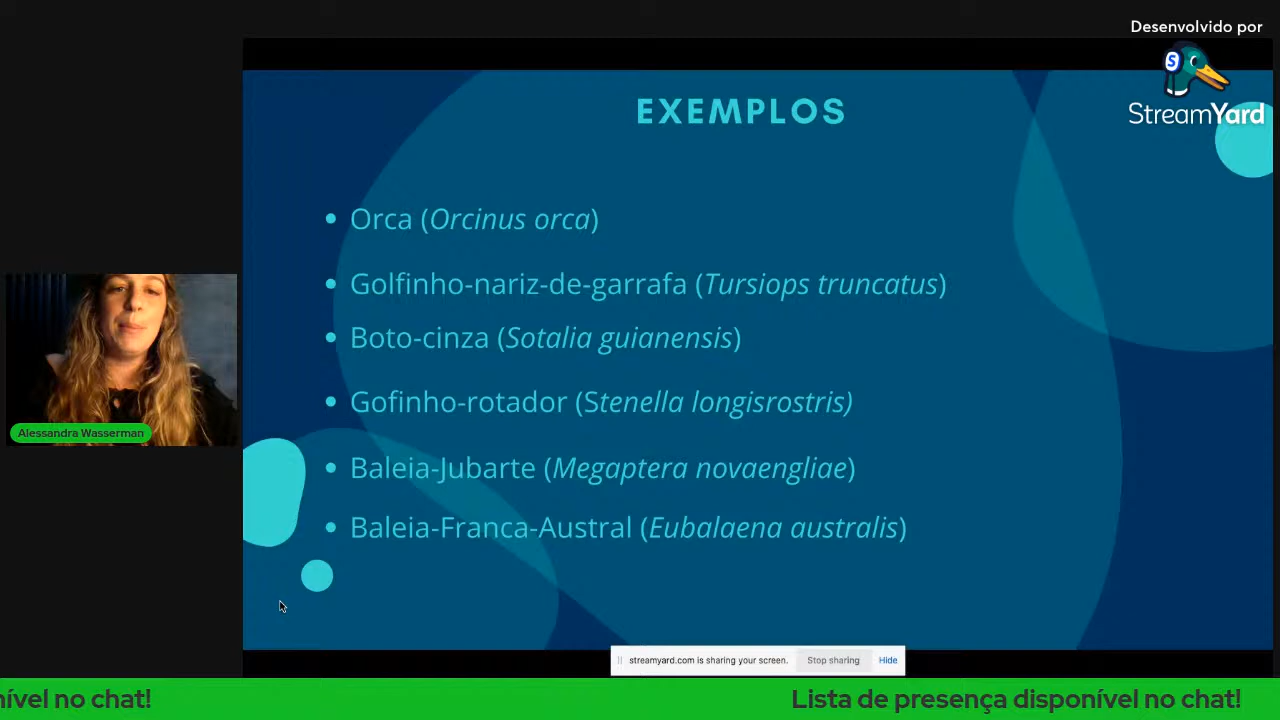 Desenvolvido por
S
StreamYard
EXEMPLOS
• Orca (Orcinus orca)
• Golfinho-nariz-de-garrafa (Tursiops truncatus)
• Boto-cinza (Sotalia guianensis)
• Gofinho-rotador (Stenella longisrostris)
• Baleia-Jubarte (Megaptera novaengliae)
• Baleia-Franca-Austral (Eubalaena australis)
Alessandra Wasserman
streamyard.com is sharing your screen. Stop sharing Hide
nível no chat! Lista de presença disponível no chat!